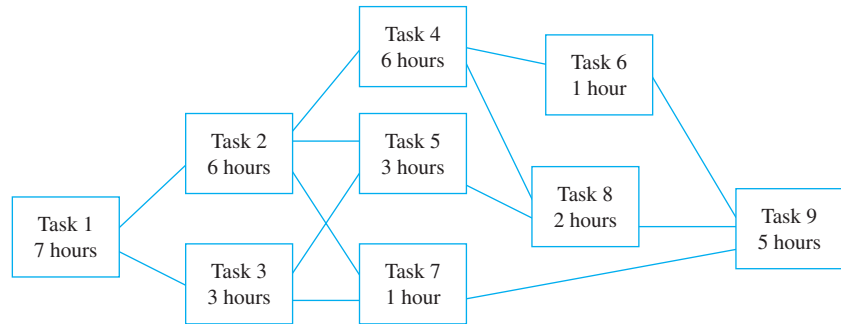 Task 1
7 hours
Task 2
6 hours
Task 3
3 hours
Task 4
6 hours
Task 5
3 hours
Task 7
1 hour
Task 6
1 hour
Task 8
2 hours
Task 9
5 hours